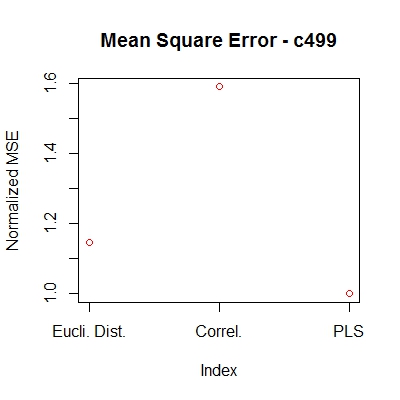 Mean Square Error - c499
Normalized MSE
1.6
1.4
1.2
1.0
Eucli. Dist. Correl. PLS
Index